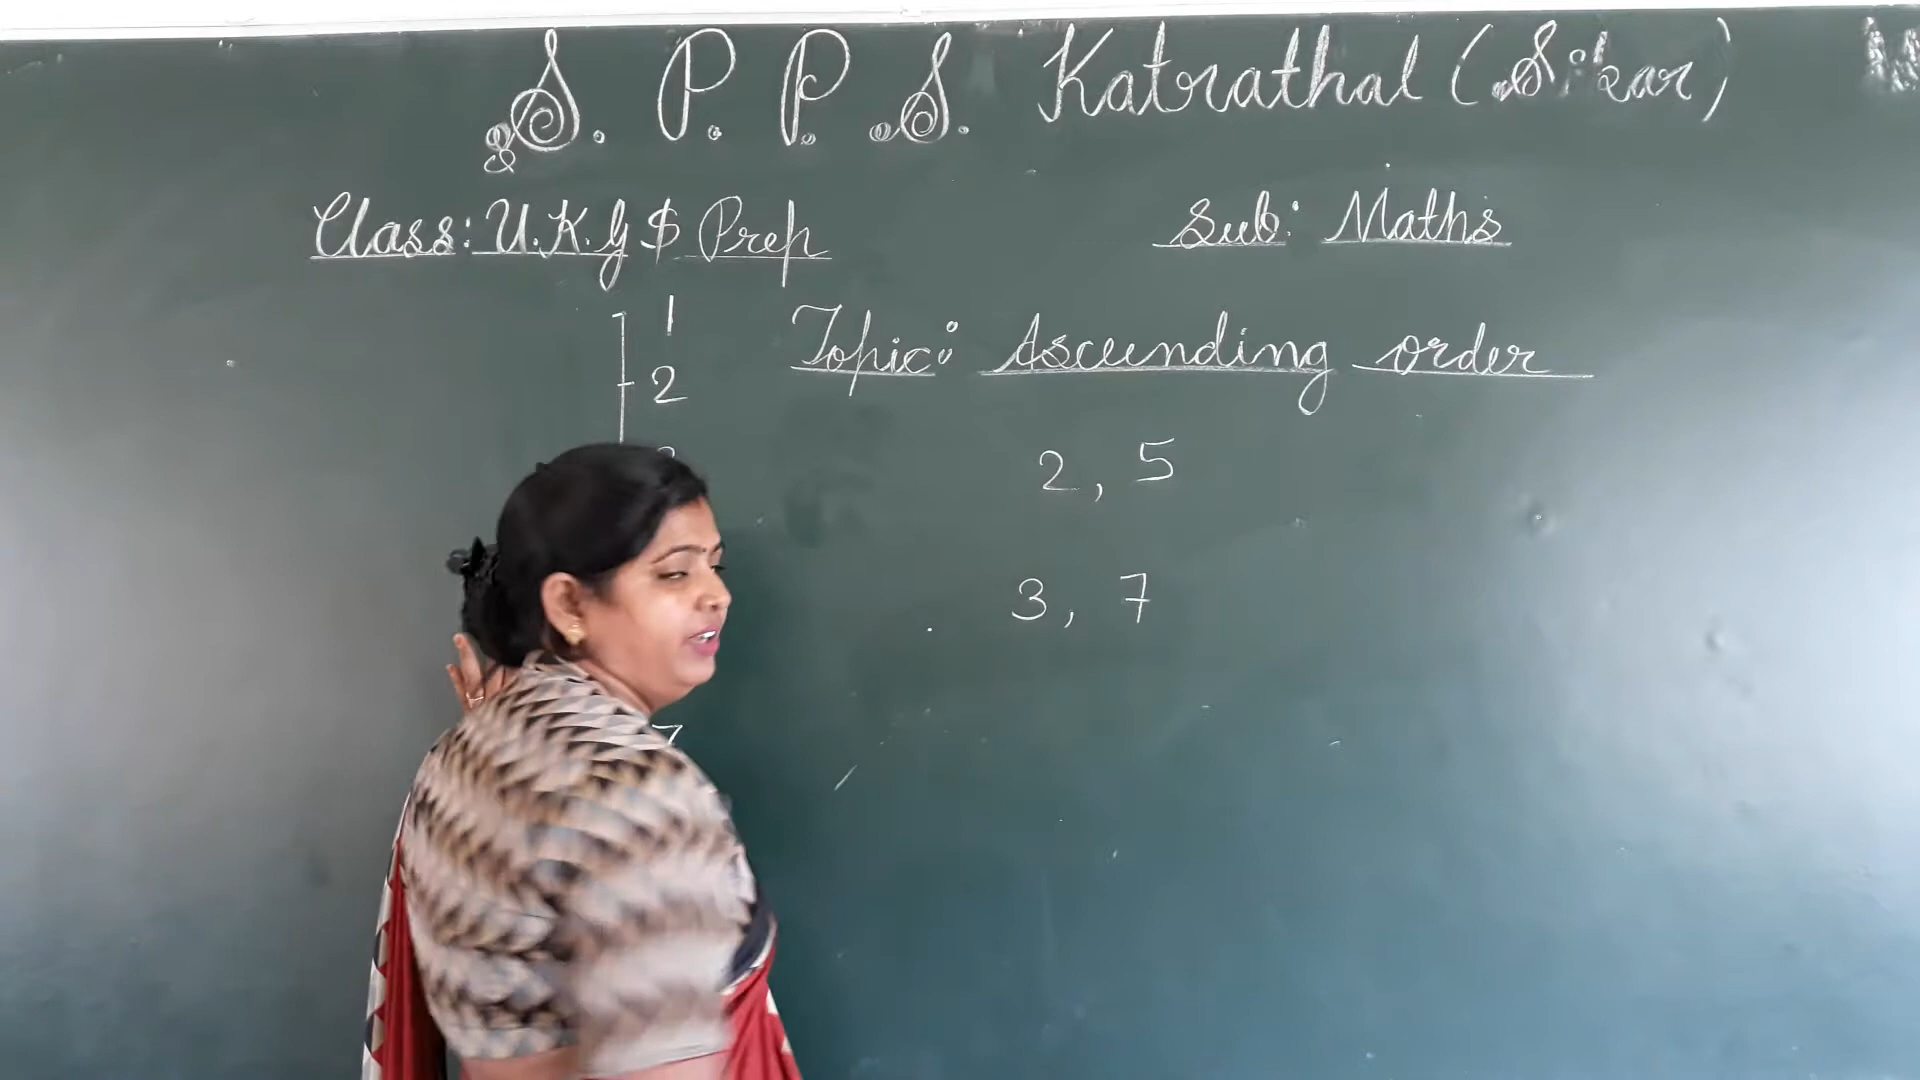 S. P. P. S. Katrathal (Sikar)
Class: U.K.G $ Prep
Sub: Maths
1
Topic: Ascending order
2
2, 5
3, 7
7